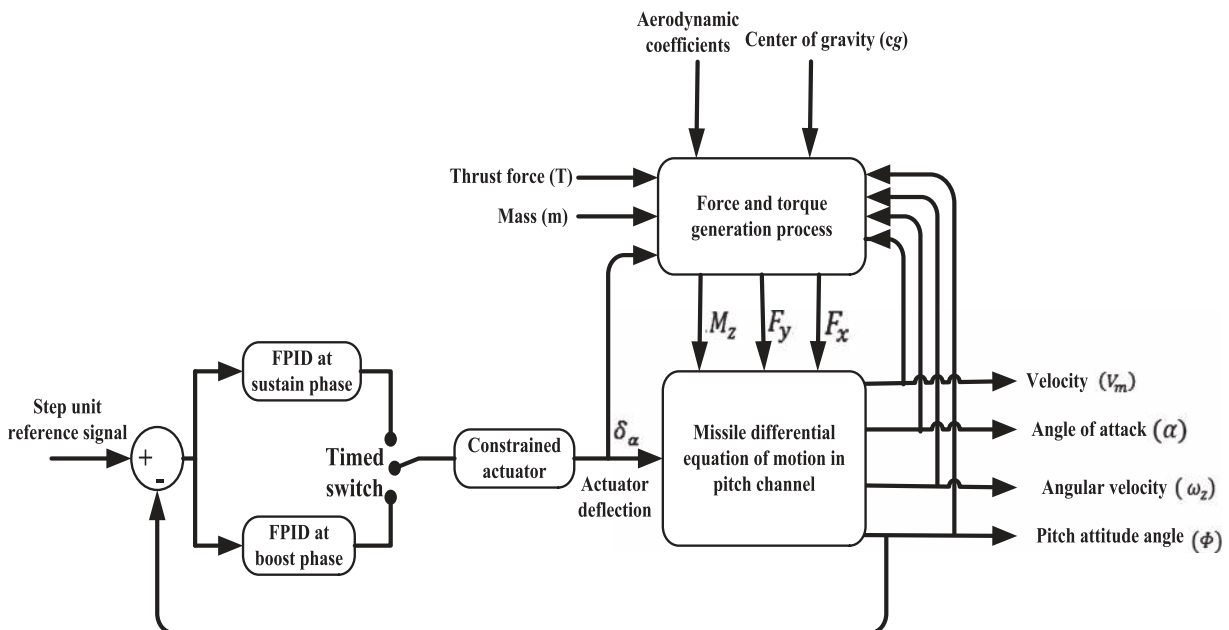 Aerodynamic
coefficients
Center of gravity (cg)
Thrust force (T)
Mass (m)
Force and torque
generation process
M_z
F_y
F_x
FPID at
sustain phase
Step unit
reference signal
+
-
Timed
switch
Constrained
actuator
δ_α
Actuator
deflection
Missile differential
equation of motion in
pitch channel
FPID at
boost phase
Velocity (V_m)
Angle of attack (α)
Angular velocity (ω_z)
Pitch attitude angle (Φ)